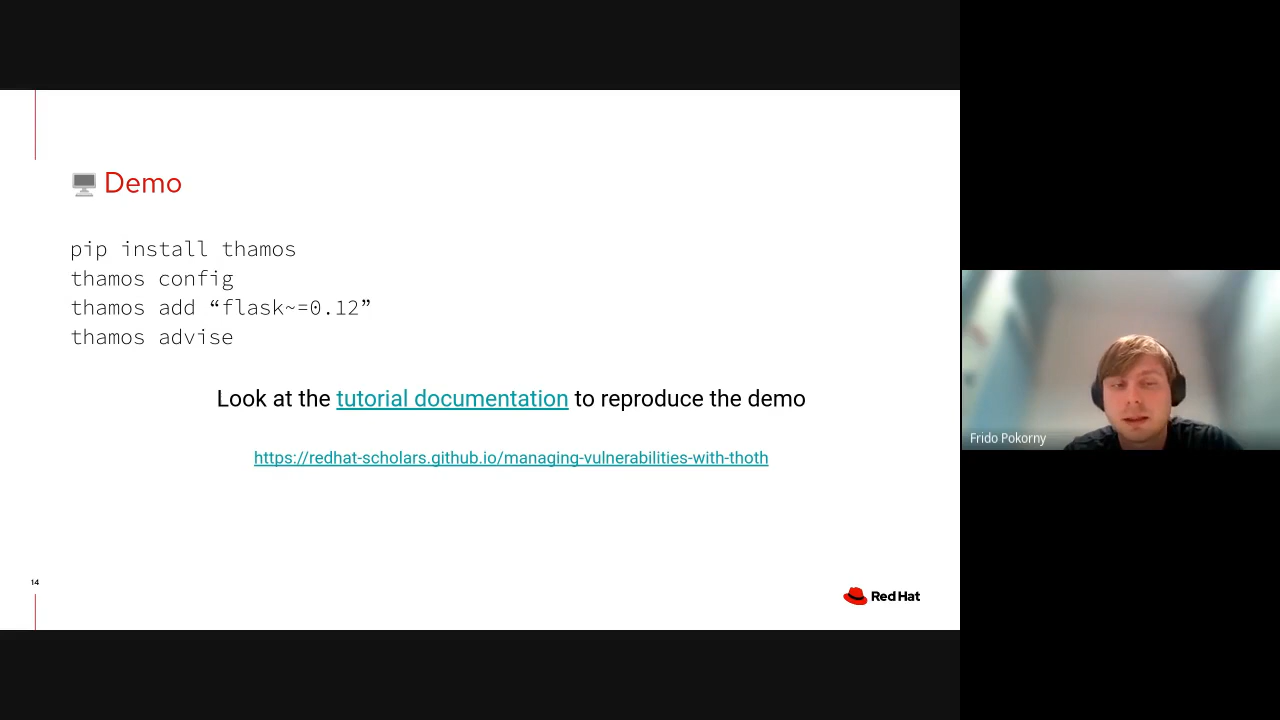 Demo
pip install thamos
thamos config
thamos add “flask~=0.12”
thamos advise
Look at the tutorial documentation to reproduce the demo
https://redhat-scholars.github.io/managing-vulnerabilities-with-thoth
14
Red Hat
Frido Pokorny